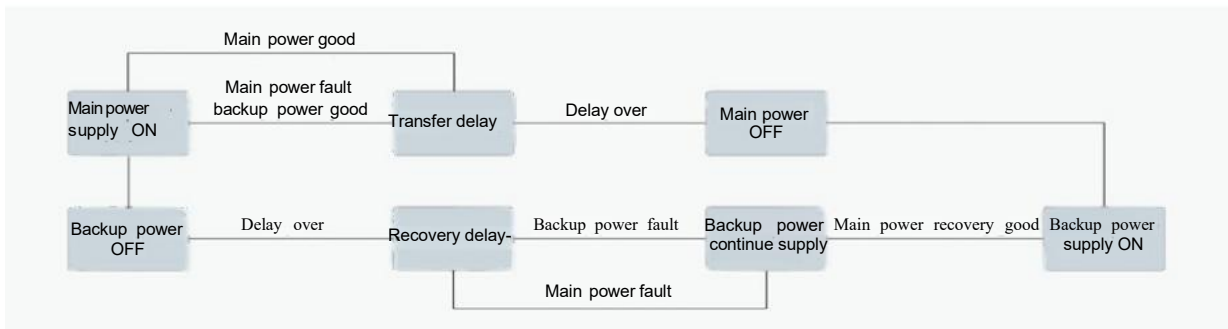 Main power good
Main power fault
backup power good
Main power
supply ON
Transfer delay
Delay over
Main power
OFF
Backup power
OFF
Delay over
Recovery delay-
Backup power fault
Backup power
continue supply
Main power recovery good
Backup power
supply ON
Main power fault